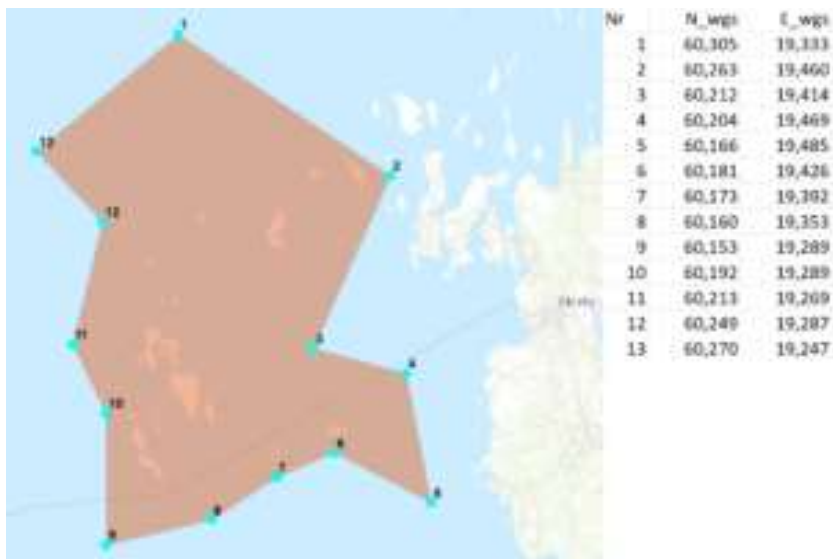 Nr N_wgs E_wgs
1 60,305 19,333
2 60,263 19,460
3 60,212 19,414
4 60,204 19,469
5 60,166 19,485
6 60,181 19,426
7 60,173 19,392
8 60,160 19,353
9 60,153 19,289
10 60,192 19,289
11 60,213 19,269
12 60,249 19,287
13 60,270 19,247
1
13
2
12
11
3
4
10
6
7
5
8
9